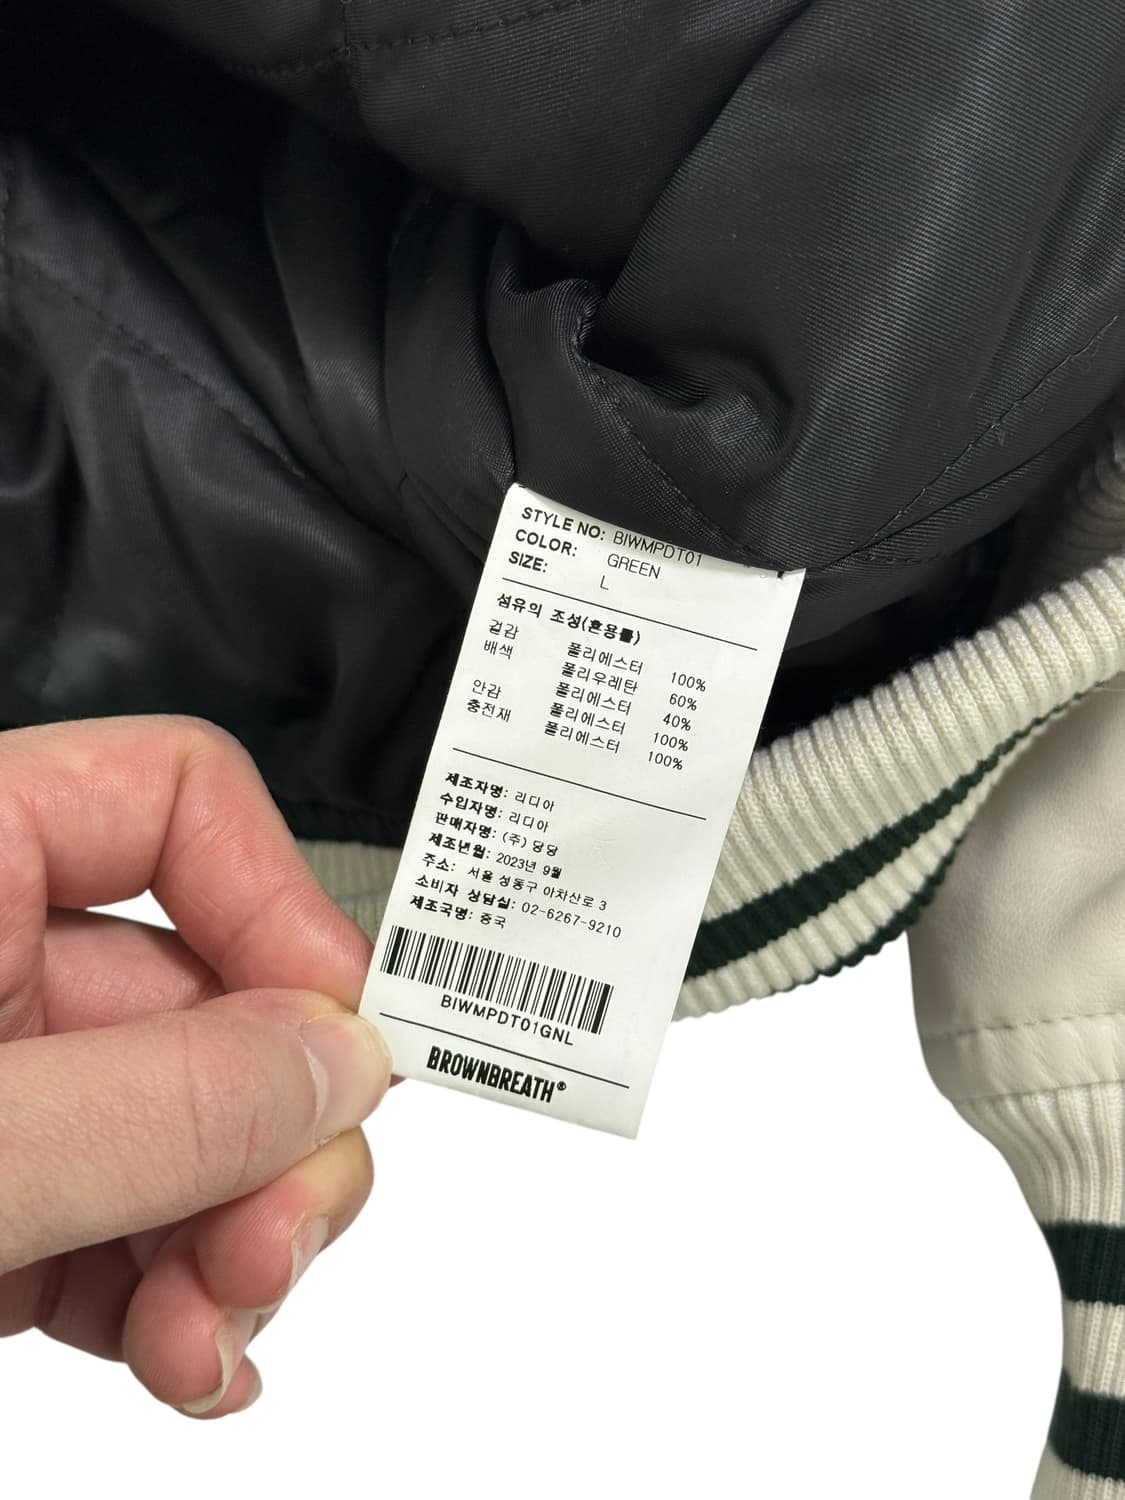 STYLE NO: BIWMPDT01
COLOR: GREEN
SIZE: L
섬유의 조성(혼용률)
겉감 폴리에스터 100%
배색 폴리우레탄 60%
폴리에스터 40%
안감 폴리에스터 100%
충전재 폴리에스터 100%
제조자명: 리디아
수입자명: 리디아
판매자명: (주) 당당
제조년월: 2023년 9월
주소: 서울 성동구 아차산로 3
소비자 상담실: 02-6267-9210
제조국명: 중국
BIWMPDT01GNL
BROWNBREATH®